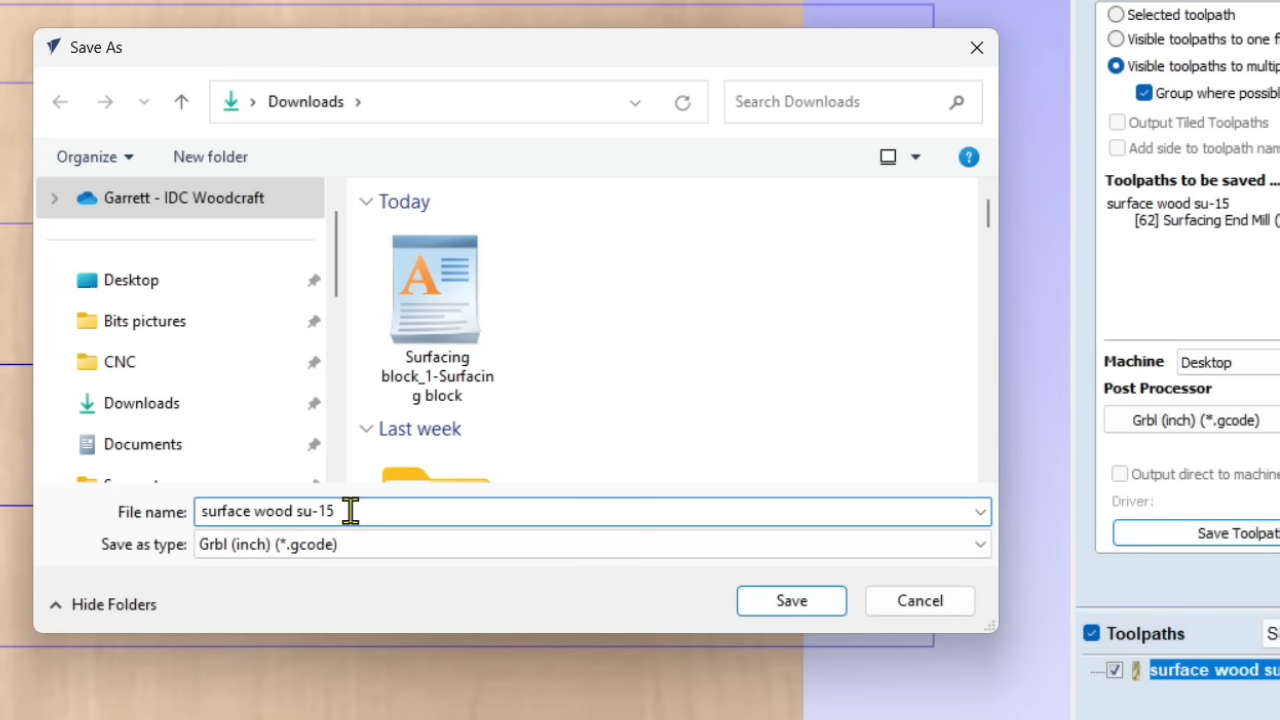 Save As
Downloads
Search Downloads
Organize
New folder
?
Garrett - IDC Woodcraft
Desktop
Bits pictures
CNC
Downloads
Documents
Today
A
Surfacing
block_1-Surfacin
g block
Last week
File name: surface wood su-15
Save as type: Grbl (inch) (*.gcode)
Hide Folders
Save
Cancel
Selected toolpath
Visible toolpaths to one f
Visible toolpaths to multip
Group where possibl
Output Tiled Toolpaths
Add side to toolpath nam
Toolpaths to be saved ...
surface wood su-15
[62] Surfacing End Mill (
Machine Desktop
Post Processor
Grbl (inch) (*.gcode)
Output direct to machine
Driver:
Save Toolpat
Toolpaths
surface wood su